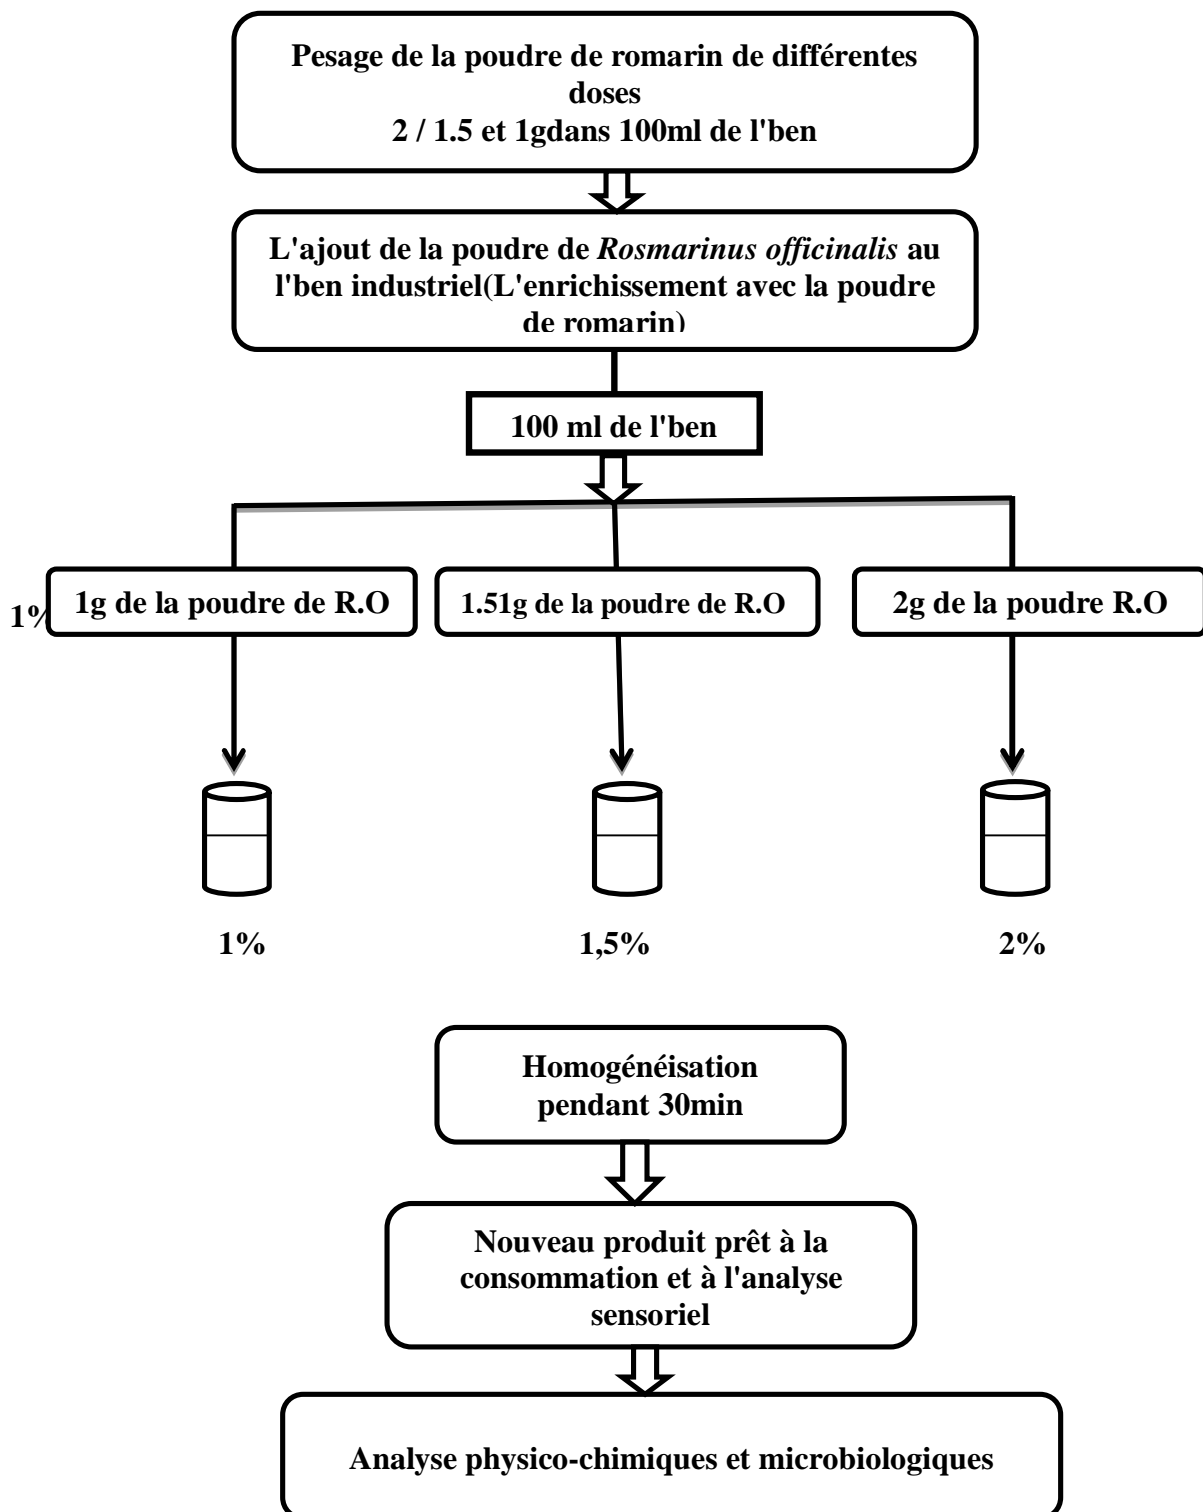 Pesage de la poudre de romarin de différentes
doses
2 / 1.5 et 1gdans 100ml de l'ben
L'ajout de la poudre de Rosmarinus officinalis au
l'ben industriel(L'enrichissement avec la poudre
de romarin)
100 ml de l'ben
1%
1g de la poudre de R.O
1.51g de la poudre de R.O
2g de la poudre R.O
1%
1,5%
2%
Homogénéisation
pendant 30min
Nouveau produit prêt à la
consommation et à l'analyse
sensoriel
Analyse physico-chimiques et microbiologiques